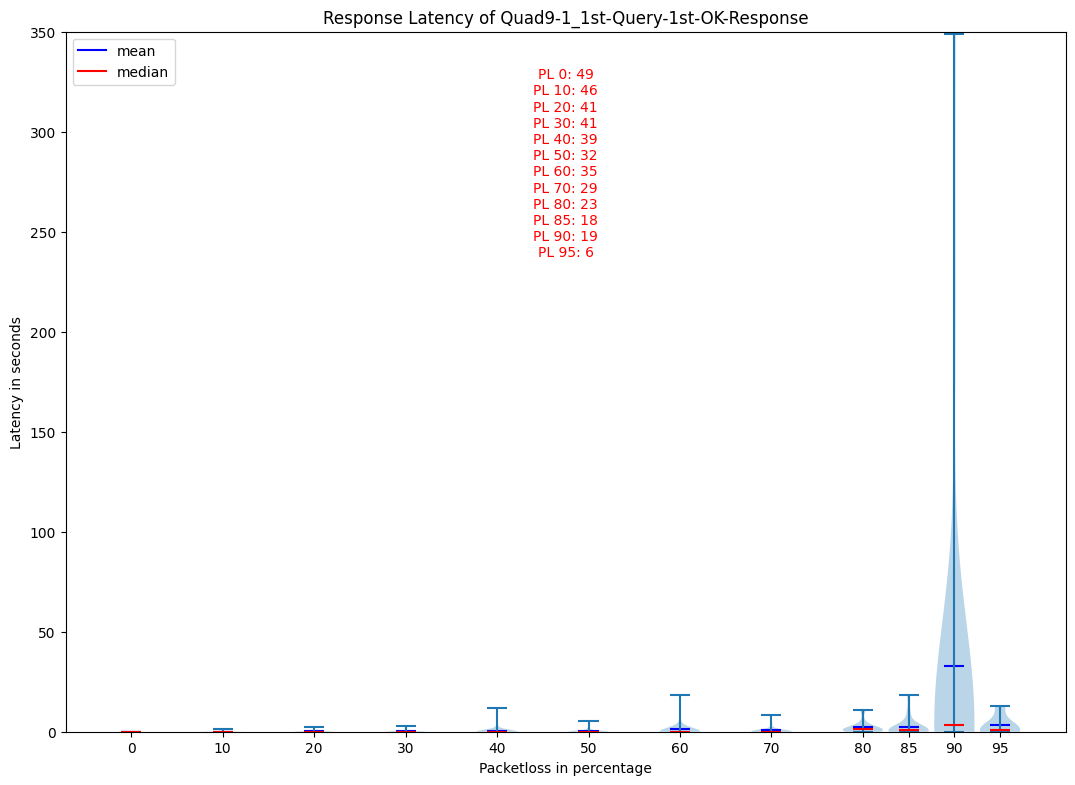 Response Latency of Quad9-1_1st-Query-1st-OK-Response
mean
median
PL 0: 49
PL 10: 46
PL 20: 41
PL 30: 41
PL 40: 39
PL 50: 32
PL 60: 35
PL 70: 29
PL 80: 23
PL 85: 18
PL 90: 19
PL 95: 6
Latency in seconds
350
300
250
200
150
100
50
0
0 10 20 30 40 50 60 70 80 85 90 95
Packetloss in percentage